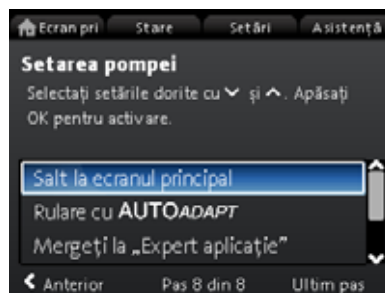 Ecran pri Stare Setări Asistență
Setarea pompei
Selectați setările dorite cu și . Apăsați
OK pentru activare.
Salt la ecranul principal
Rulare cu AUTOADAPT
Mergeți la „Expert aplicație”
Anterior Pas 8 din 8 Ultim pas